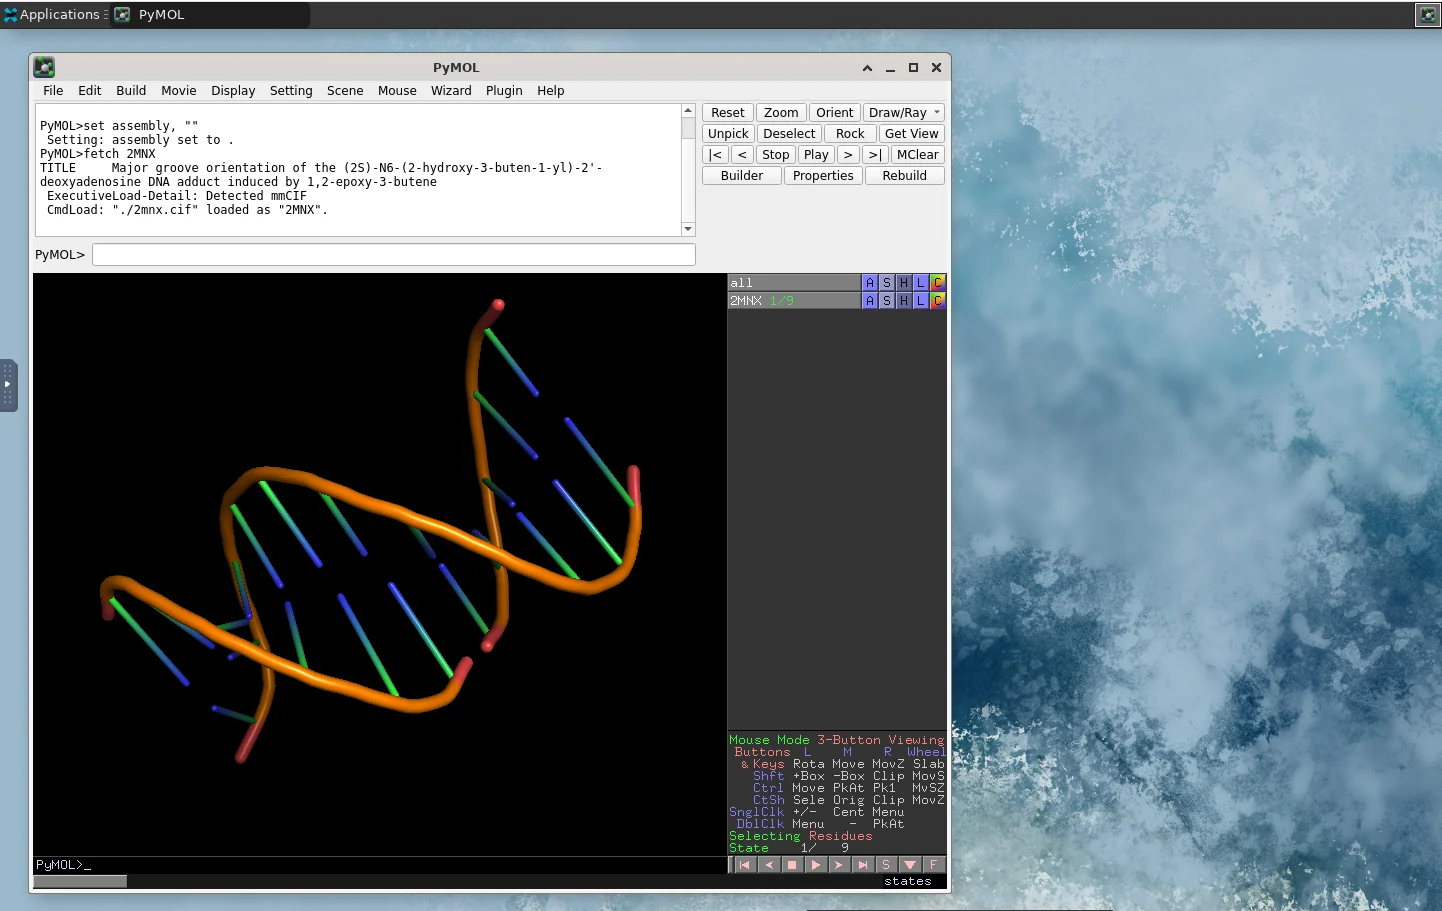 Applications PyMOL
PyMOL
File Edit Build Movie Display Setting Scene Mouse Wizard Plugin Help
PyMOL>set assembly, ""
Setting: assembly set to .
PyMOL>fetch 2MNX
TITLE Major groove orientation of the (2S)-N6-(2-hydroxy-3-buten-1-yl)-2'-
deoxyadenosine DNA adduct induced by 1,2-epoxy-3-butene
ExecutiveLoad-Detail: Detected mmCIF
CmdLoad: "./2mnx.cif" loaded as "2MNX".
Reset Zoom Orient Draw/Ray
Unpick Deselect Rock Get View
|< < Stop Play > >| MClear
Builder Properties Rebuild
PyMOL>
all A S H L C
2MNX 1/9 A S H L C
Mouse Mode 3-Button Viewing
Buttons L M R Wheel
& Keys Rota Move MovZ Slab
Shft +Box -Box Clip MovS
Ctrl Move PkAt Pk1 MvSZ
CtSh Sele Orig Clip MovZ
SnglClk +/- Cent Menu
DblClk Menu - PkAt
Selecting Residues
State 1/ 9
PyMOL>_
S F
states